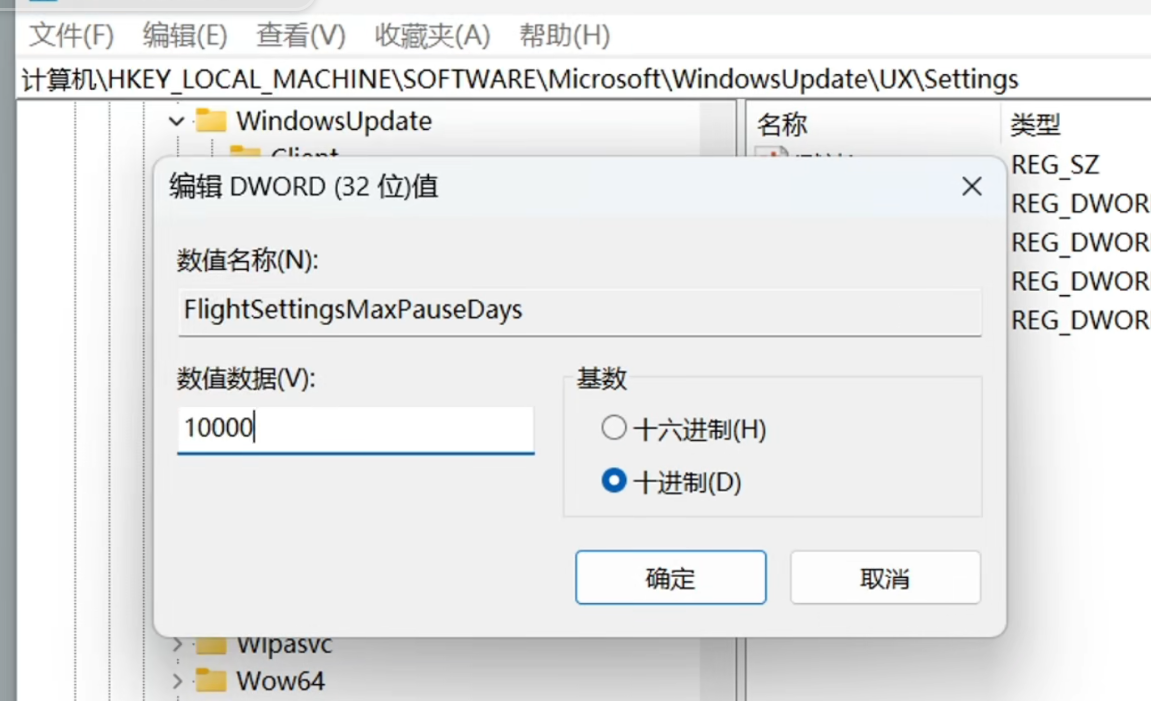 文件(F) 编辑(E) 查看(V) 收藏夹(A) 帮助(H)
计算机\HKEY_LOCAL_MACHINE\SOFTWARE\Microsoft\WindowsUpdate\UX\Settings
WindowsUpdate
名称 类型
Client
REG_SZ
REG_DWOR
REG_DWOR
REG_DWOR
REG_DWOR
编辑 DWORD (32 位)值
数值名称(N):
FlightSettingsMaxPauseDays
数值数据(V):
10000
基数
十六进制(H)
十进制(D)
确定 取消
Wlpasvc
Wow64